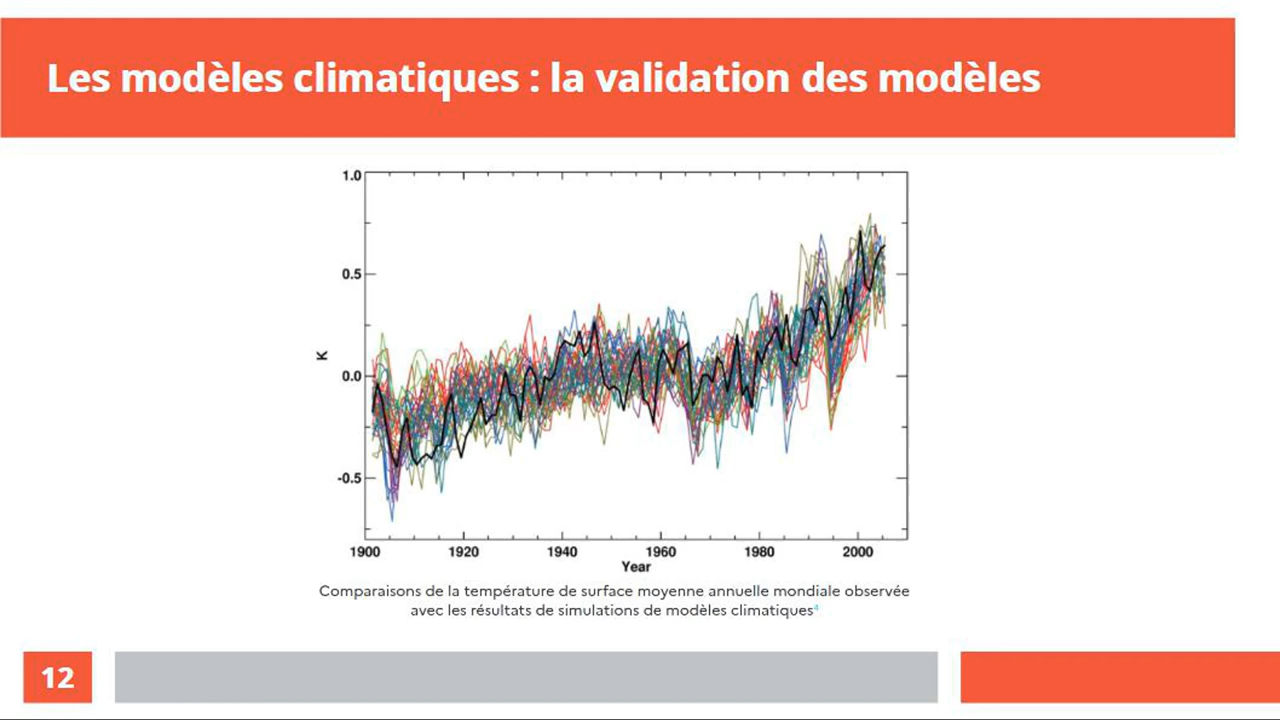 Les modèles climatiques : la validation des modèles
1.0
0.5
0.0
-0.5
K
1900 1920 1940 1960 1980 2000
Year
Comparaisons de la température de surface moyenne annuelle mondiale observée
avec les résultats de simulations de modèles climatiques⁴
12